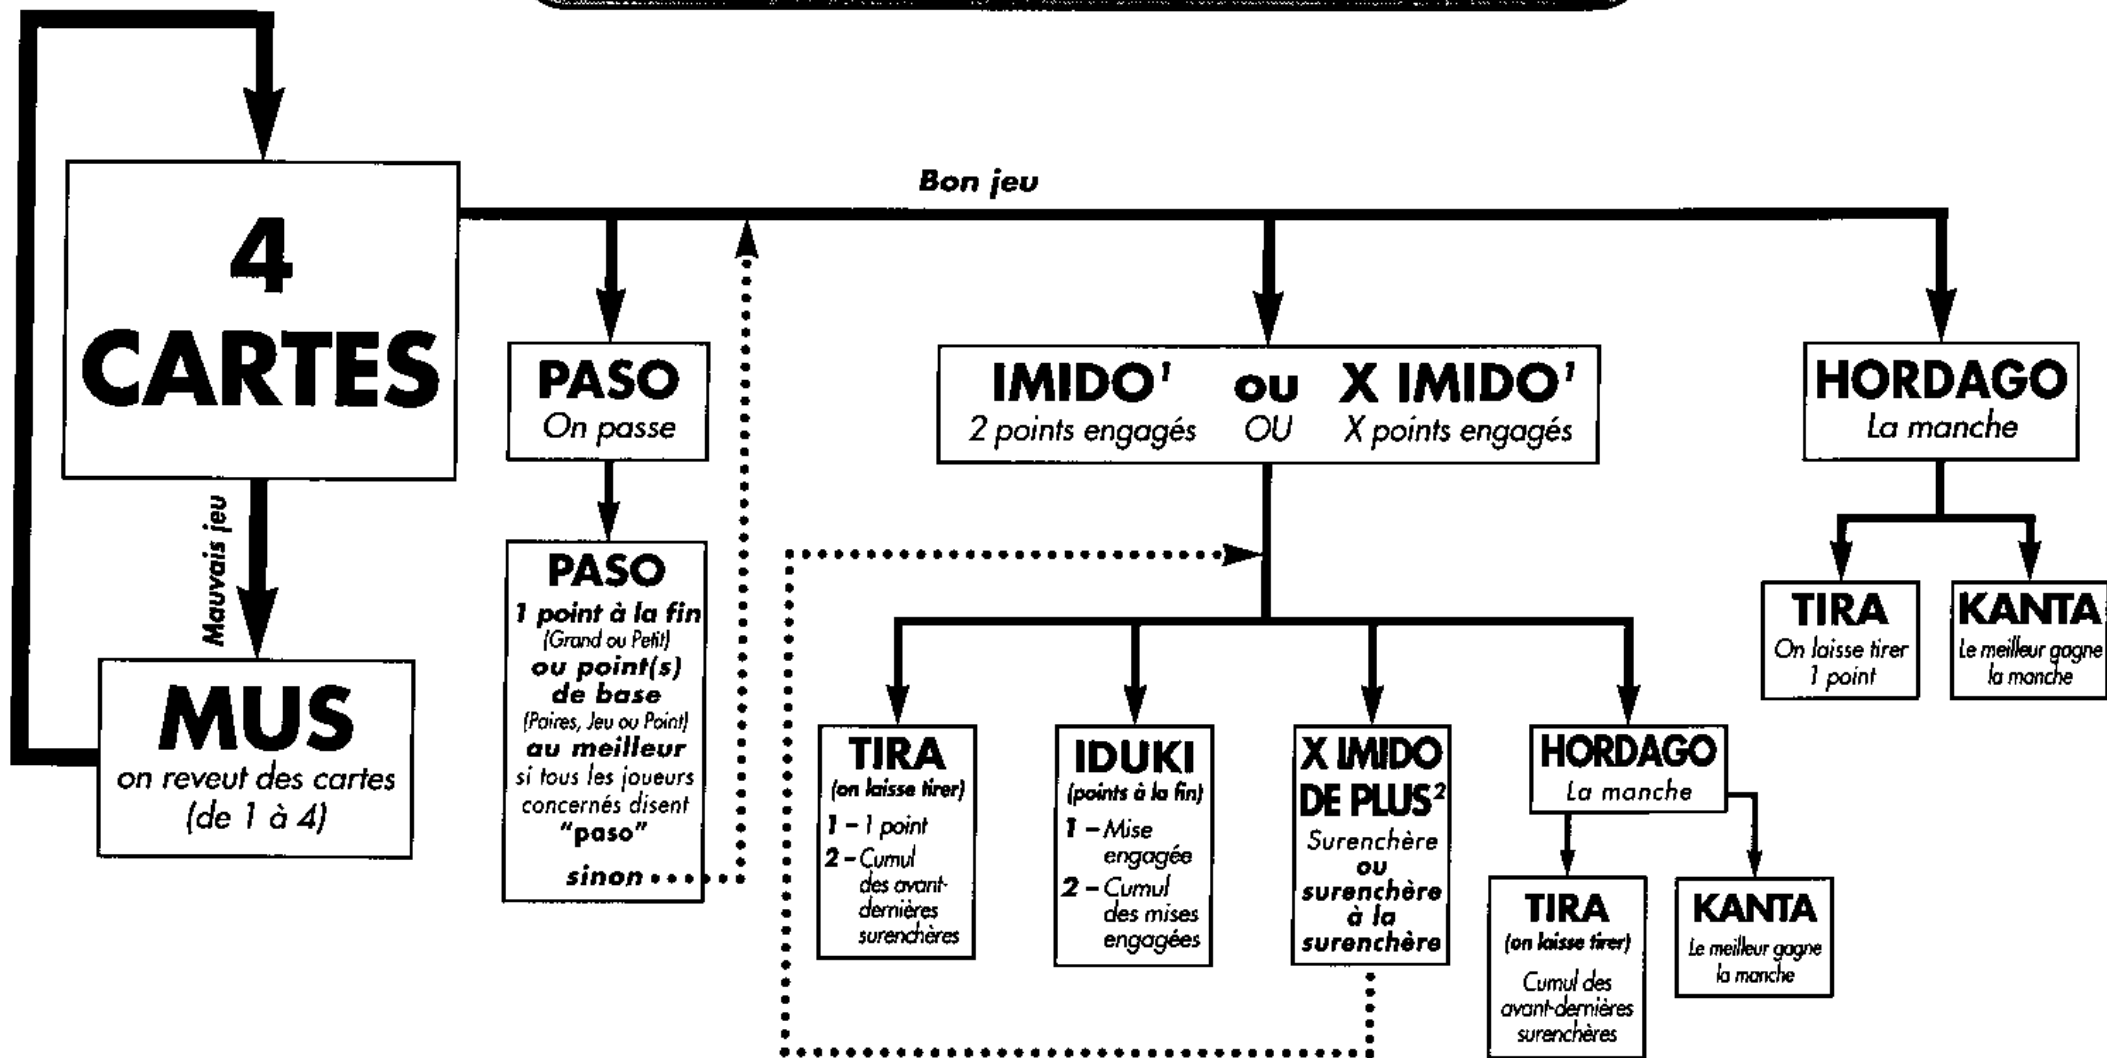 4
CARTES
Bon jeu
Mauvais jeu
MUS
on reveut des cartes
(de 1 à 4)
PASO
On passe
PASO
1 point à la fin
(Grand ou Petit)
ou point(s)
de base
(Paires, Jeu ou Point)
au meilleur
si tous les joueurs
concernés disent
"paso"
sinon
IMIDO¹ ou X IMIDO¹
2 points engagés OU X points engagés
TIRA
(on laisse tirer)
1 – 1 point
2 – Cumul
des avant-
dernières
surenchères
IDUKI
(points à la fin)
1 – Mise
engagée
2 – Cumul
des mises
engagées
X IMIDO
DE PLUS²
Surenchère
ou
surenchère
à la
surenchère
HORDAGO
La manche
TIRA
(on laisse tirer)
Cumul des
avant-dernières
surenchères
KANTA
Le meilleur gagne
la manche
HORDAGO
La manche
TIRA
On laisse tirer
1 point
KANTA
Le meilleur gagne
la manche